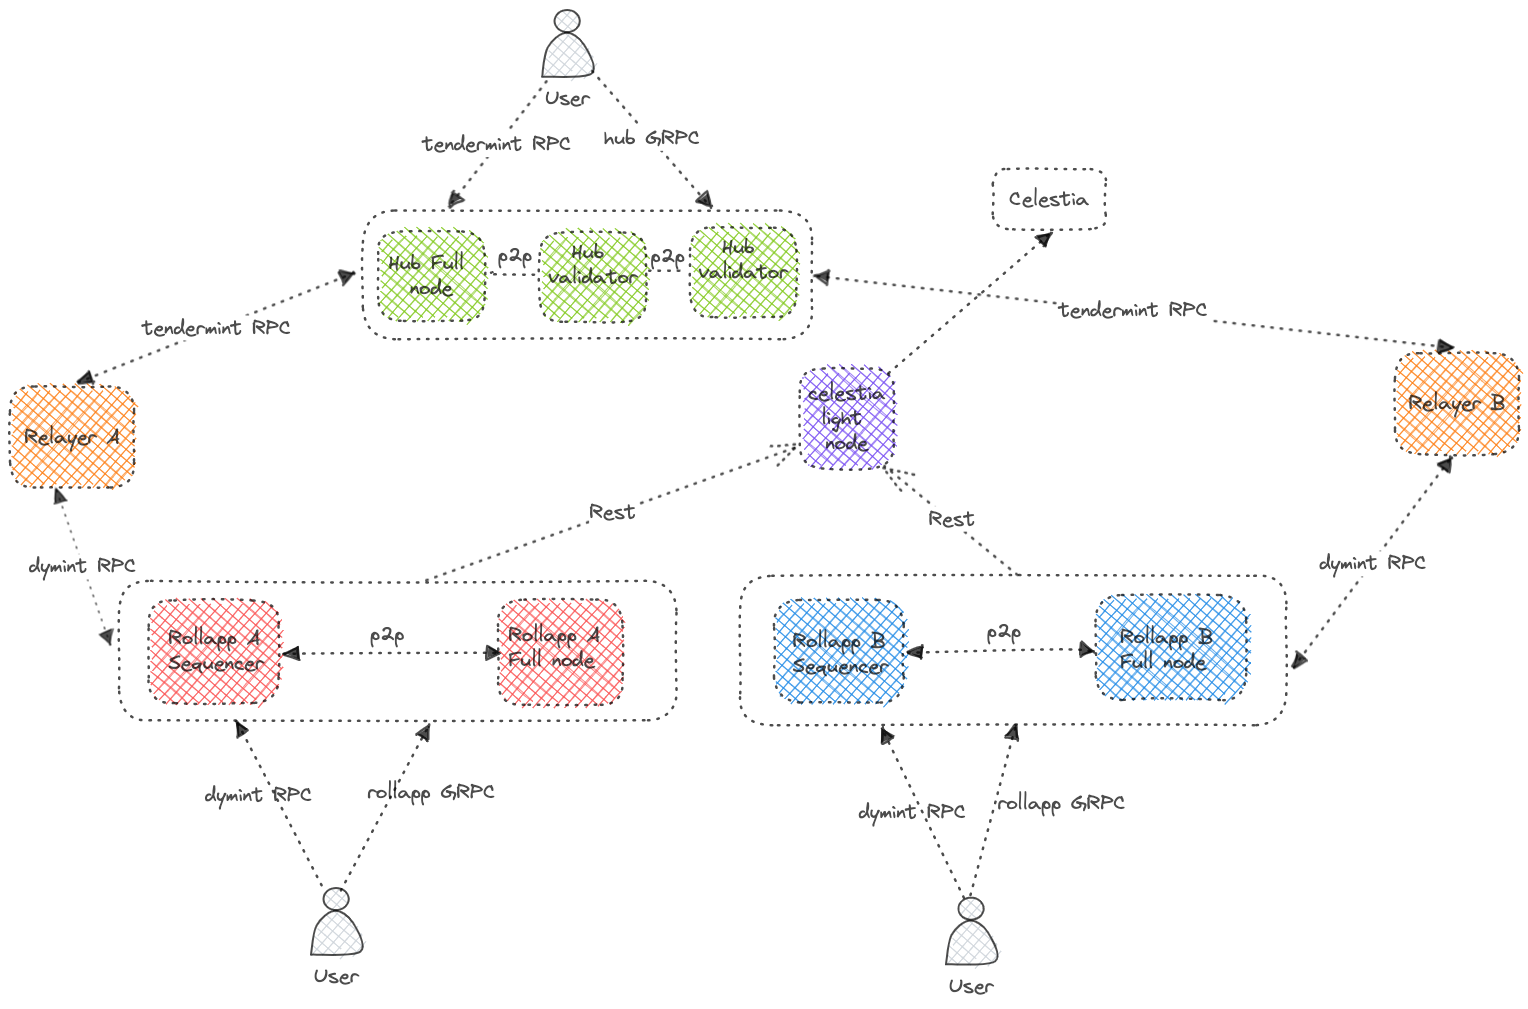 User
tendermint RPC
hub GRPC
Celestia
Hub Full
node
p2p
Hub
validator
p2p
Hub
validator
tendermint RPC
tendermint RPC
Relayer A
celestia
light
node
Relayer B
Rest
Rest
dymint RPC
dymint RPC
Rollapp A
Sequencer
p2p
Rollapp A
Full node
Rollapp B
Sequencer
p2p
Rollapp B
Full node
dymint RPC
rollapp GRPC
dymint RPC
rollapp GRPC
User
User